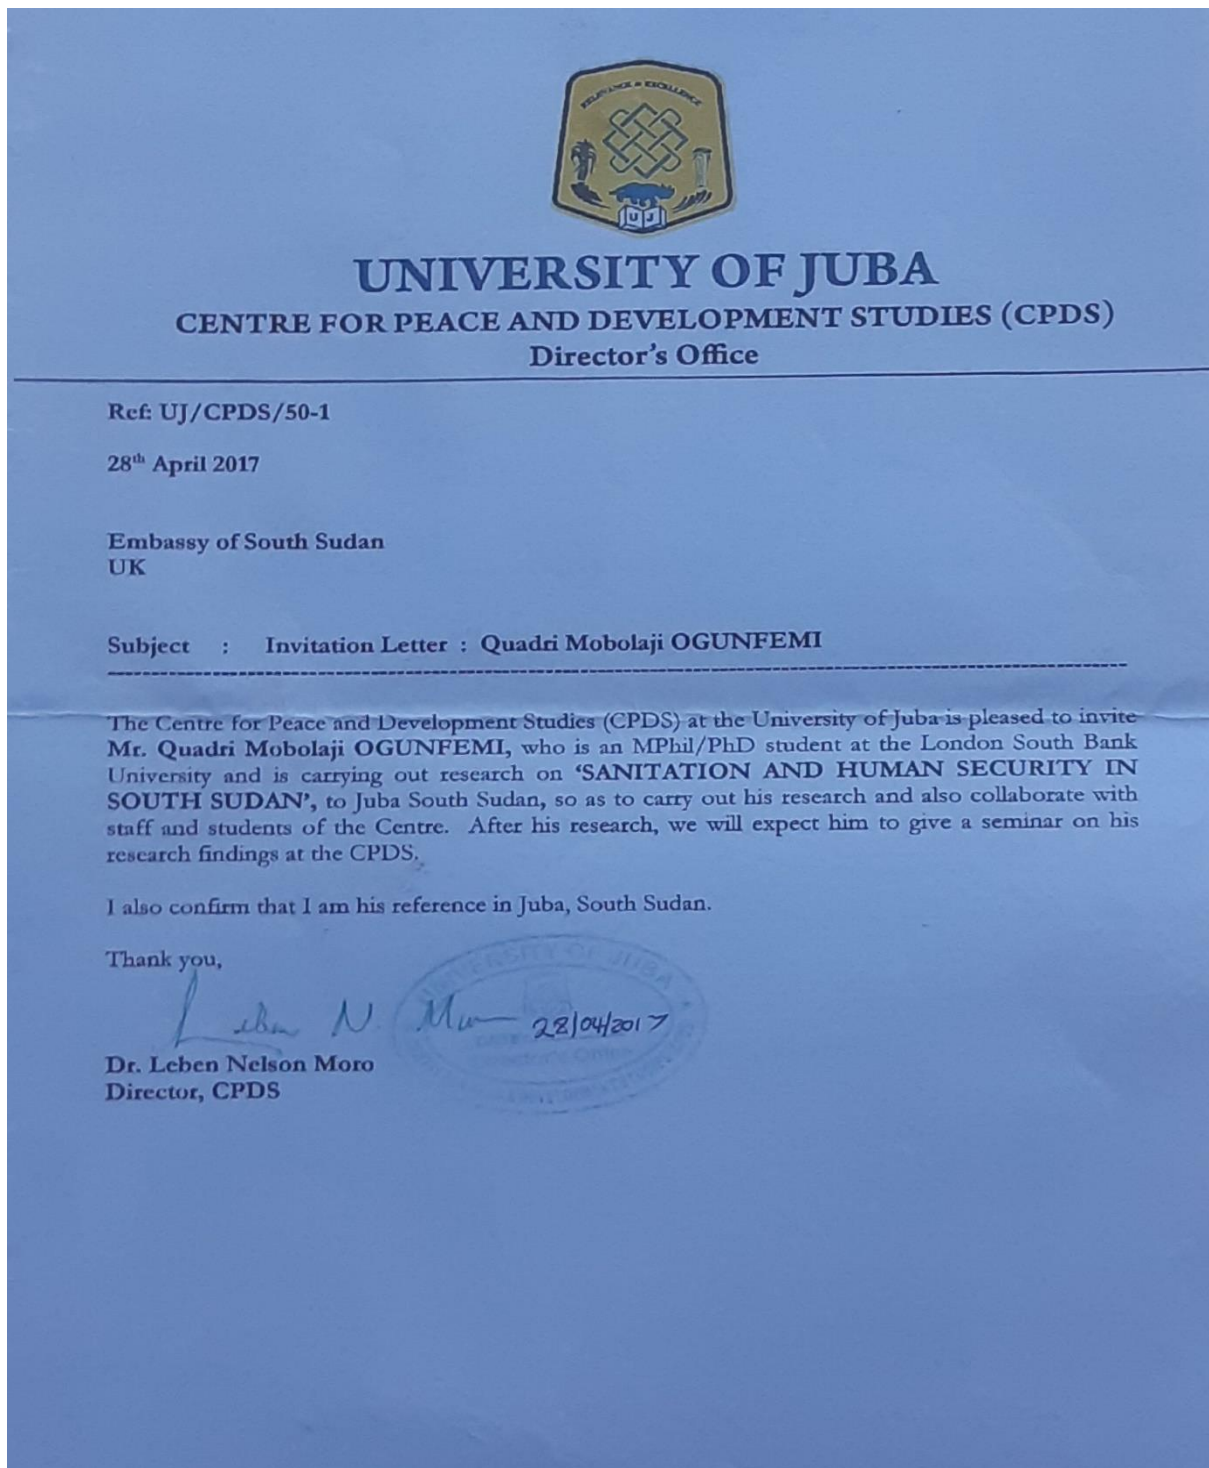 RELEVANCE & EXCELLENCE
U J
UNIVERSITY OF JUBA
CENTRE FOR PEACE AND DEVELOPMENT STUDIES (CPDS)
Director's Office
Ref: UJ/CPDS/50-1
28th April 2017
Embassy of South Sudan
UK
Subject : Invitation Letter : Quadri Mobolaji OGUNFEMI
The Centre for Peace and Development Studies (CPDS) at the University of Juba is pleased to invite
Mr. Quadri Mobolaji OGUNFEMI, who is an MPhil/PhD student at the London South Bank
University and is carrying out research on 'SANITATION AND HUMAN SECURITY IN
SOUTH SUDAN', to Juba South Sudan, so as to carry out his research and also collaborate with
staff and students of the Centre. After his research, we will expect him to give a seminar on his
research findings at the CPDS.
I also confirm that I am his reference in Juba, South Sudan.
Thank you,
UNIVERSITY OF JUBA
Leben N. Moro 28/04/2017
Director's Office
Dr. Leben Nelson Moro
Director, CPDS